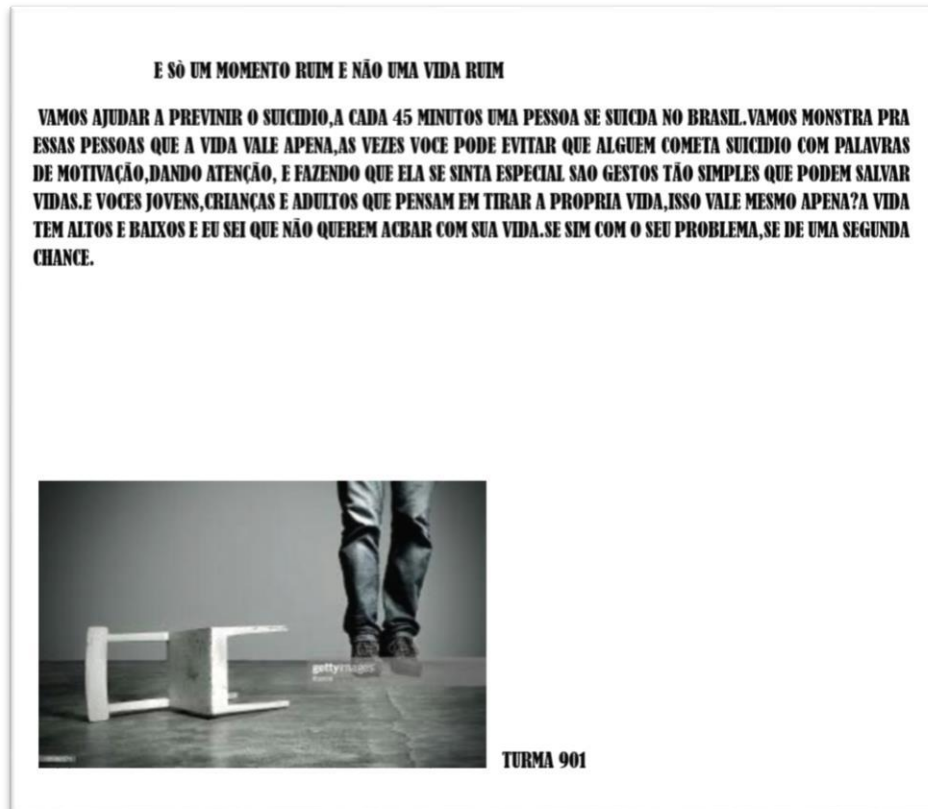 E Sò UM MOMENTO RUIM E NÃO UMA VIDA RUIM
VAMOS AJUDAR A PREVINIR O SUICIDIO,A CADA 45 MINUTOS UMA PESSOA SE SUICDA NO BRASIL.VAMOS MONSTRA PRA
ESSAS PESSOAS QUE A VIDA VALE APENA,AS VEZES VOCE PODE EVITAR QUE ALGUEM COMETA SUICIDIO COM PALAVRAS
DE MOTIVAÇÃO,DANDO ATENÇÃO, E FAZENDO QUE ELA SE SINTA ESPECIAL SAO GESTOS TÃO SIMPLES QUE PODEM SALVAR
VIDAS.E VOCES JOVENS,CRIANÇAS E ADULTOS QUE PENSAM EM TIRAR A PROPRIA VIDA,ISSO VALE MESMO APENA?A VIDA
TEM ALTOS E BAIXOS E EU SEI QUE NÃO QUEREM ACBAR COM SUA VIDA.SE SIM COM O SEU PROBLEMA,SE DE UMA SEGUNDA
CHANCE.
gettyimages
TURMA 901